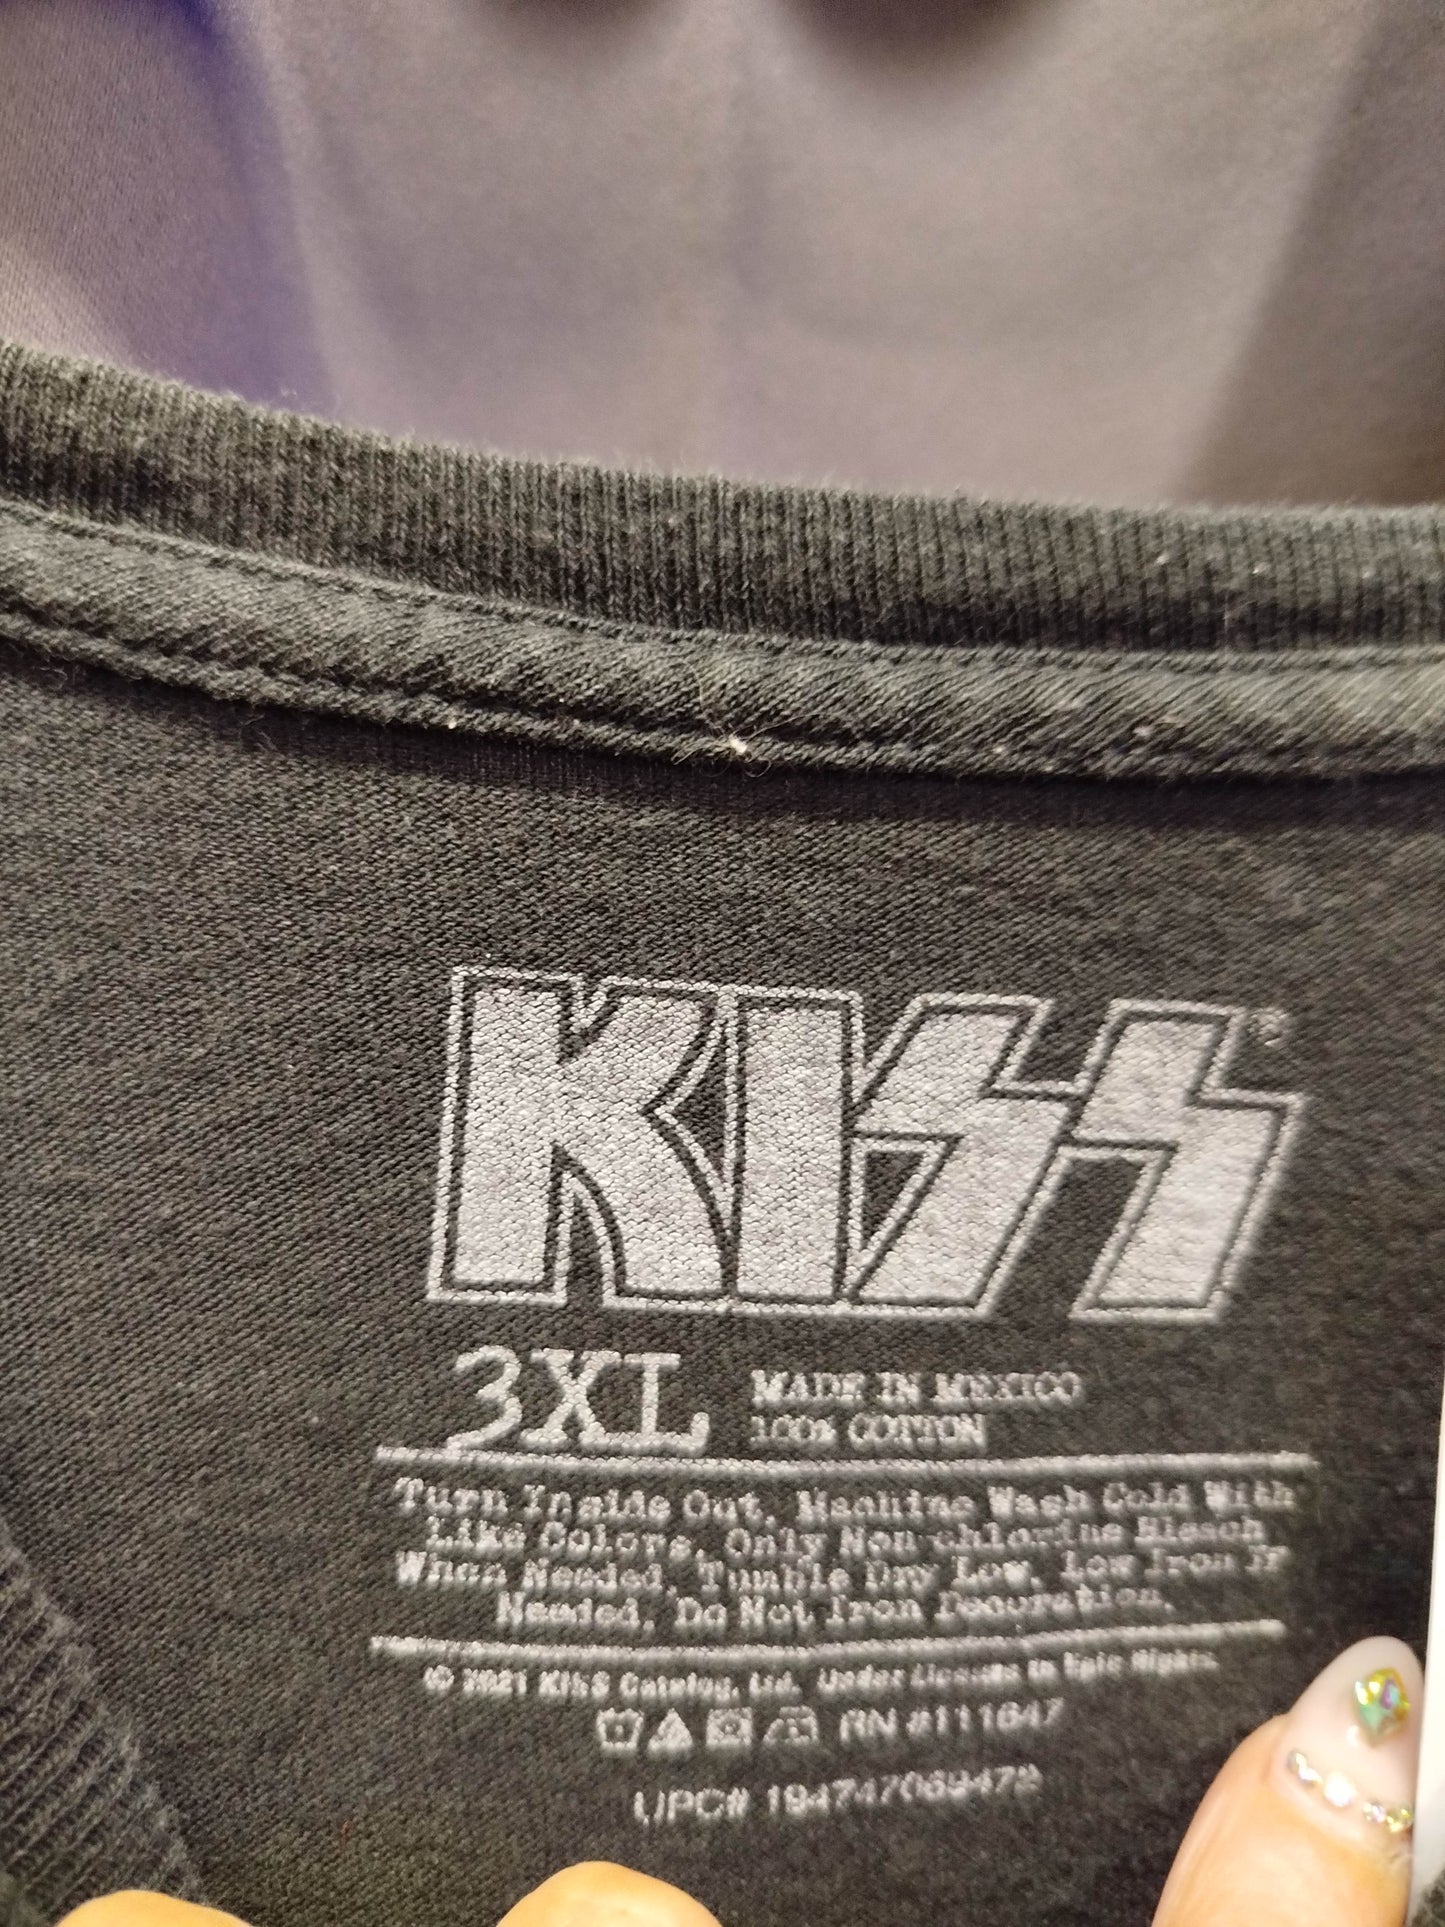 KISS®
3XL
MADE IN MEXICO
100% COTTON
Turn Inside Out. Machine Wash Cold With
Like Colors, Only Non-chlorine Bleach
When Needed. Tumble Dry Low. Low Iron If
Needed. Do Not Iron Decoration.
© 2021 KISS Catalog, Ltd. Under License to Epic Rights.
RN #111647
UPC# 194747069472